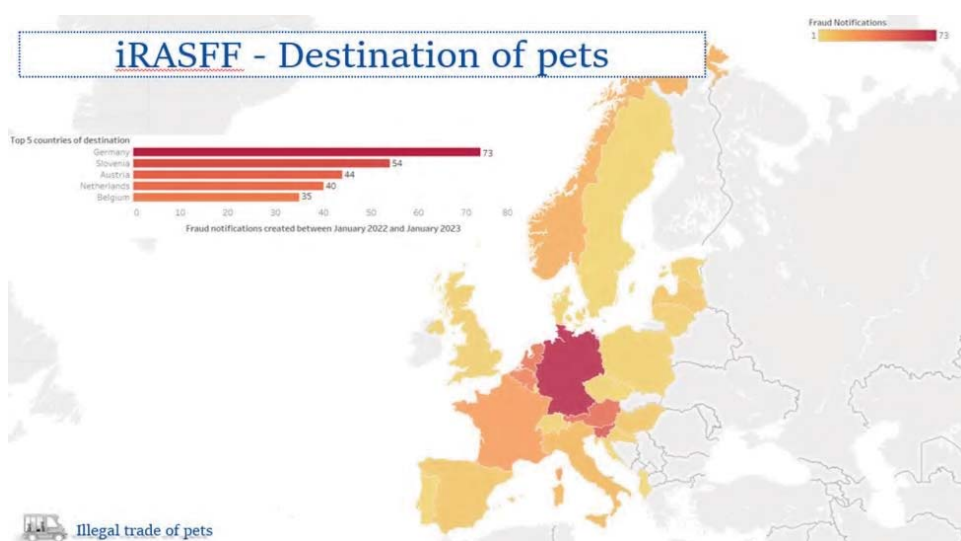 Fraud Notifications
1 73
iRASFF - Destination of pets
Top 5 countries of destination
Germany 73
Slovenia 54
Austria 44
Netherlands 40
Belgium 35
0 10 20 30 40 50 60 70 80
Fraud notifications created between January 2022 and January 2023
Illegal trade of pets